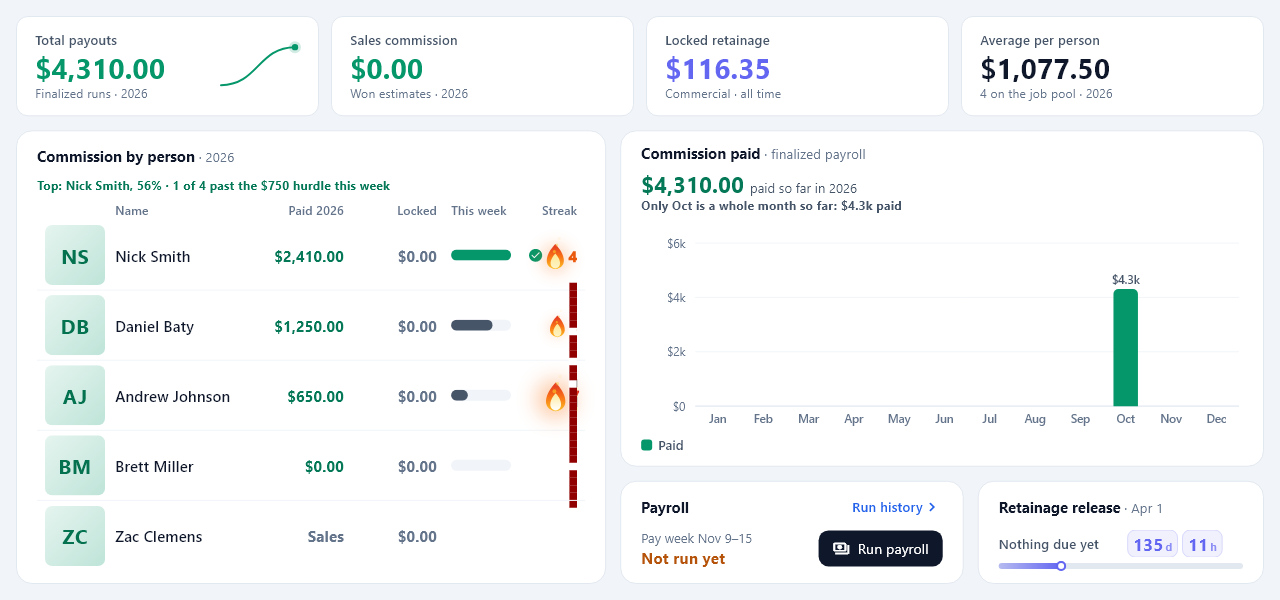 Total payouts
$4,310.00
Finalized runs · 2026
Sales commission
$0.00
Won estimates · 2026
Locked retainage
$116.35
Commercial · all time
Average per person
$1,077.50
4 on the job pool · 2026
Commission by person · 2026
Top: Nick Smith, 56% · 1 of 4 past the $750 hurdle this week
Name Paid 2026 Locked This week Streak
NS Nick Smith $2,410.00 $0.00 4
DB Daniel Baty $1,250.00 $0.00
AJ Andrew Johnson $650.00 $0.00
BM Brett Miller $0.00 $0.00
ZC Zac Clemens Sales $0.00
Commission paid · finalized payroll
$4,310.00 paid so far in 2026
Only Oct is a whole month so far: $4.3k paid
$6k
$4k
$2k
$0
$4.3k
Jan Feb Mar Apr May Jun Jul Aug Sep Oct Nov Dec
Paid
Payroll
Run history
Pay week Nov 9–15
Not run yet
Run payroll
Retainage release · Apr 1
Nothing due yet
135 d 11 h